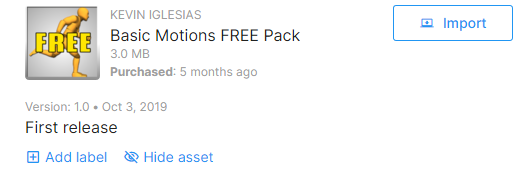 FREE
KEVIN IGLESIAS
Basic Motions FREE Pack
3.0 MB
Purchased: 5 months ago
Import
Version: 1.0 • Oct 3, 2019
First release
Add label Hide asset